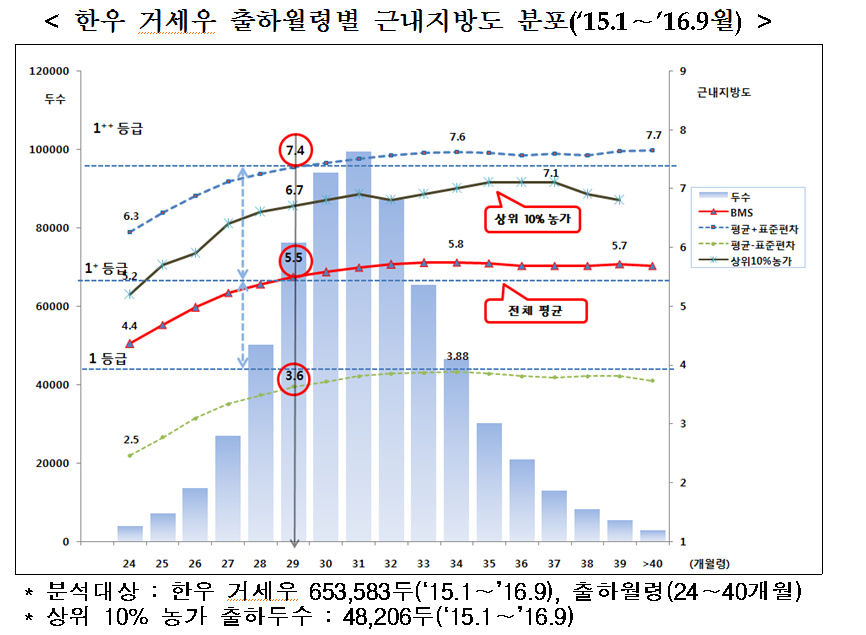 < 한우 거세우 출하월령별 근내지방도 분포(‘15.1～’16.9월) >
120000
100000
80000
60000
40000
20000
0
두수
9
8
7
6
5
4
3
2
1
근내지방도
1⁺⁺ 등급
1⁺ 등급
1 등급
6.3
7.4
7.6
7.7
5.2
6.7
7.1
4.4
5.5
5.8
5.7
2.5
3.6
3.88
상위 10% 농가
전체 평균
두수
BMS
평균+표준편차
평균-표준편차
상위10%농가
24 25 26 27 28 29 30 31 32 33 34 35 36 37 38 39 >40 (개월령)
* 분석대상 : 한우 거세우 653,583두(‘15.1～’16.9), 출하월령(24～40개월)
* 상위 10% 농가 출하두수 : 48,206두(‘15.1～’16.9)